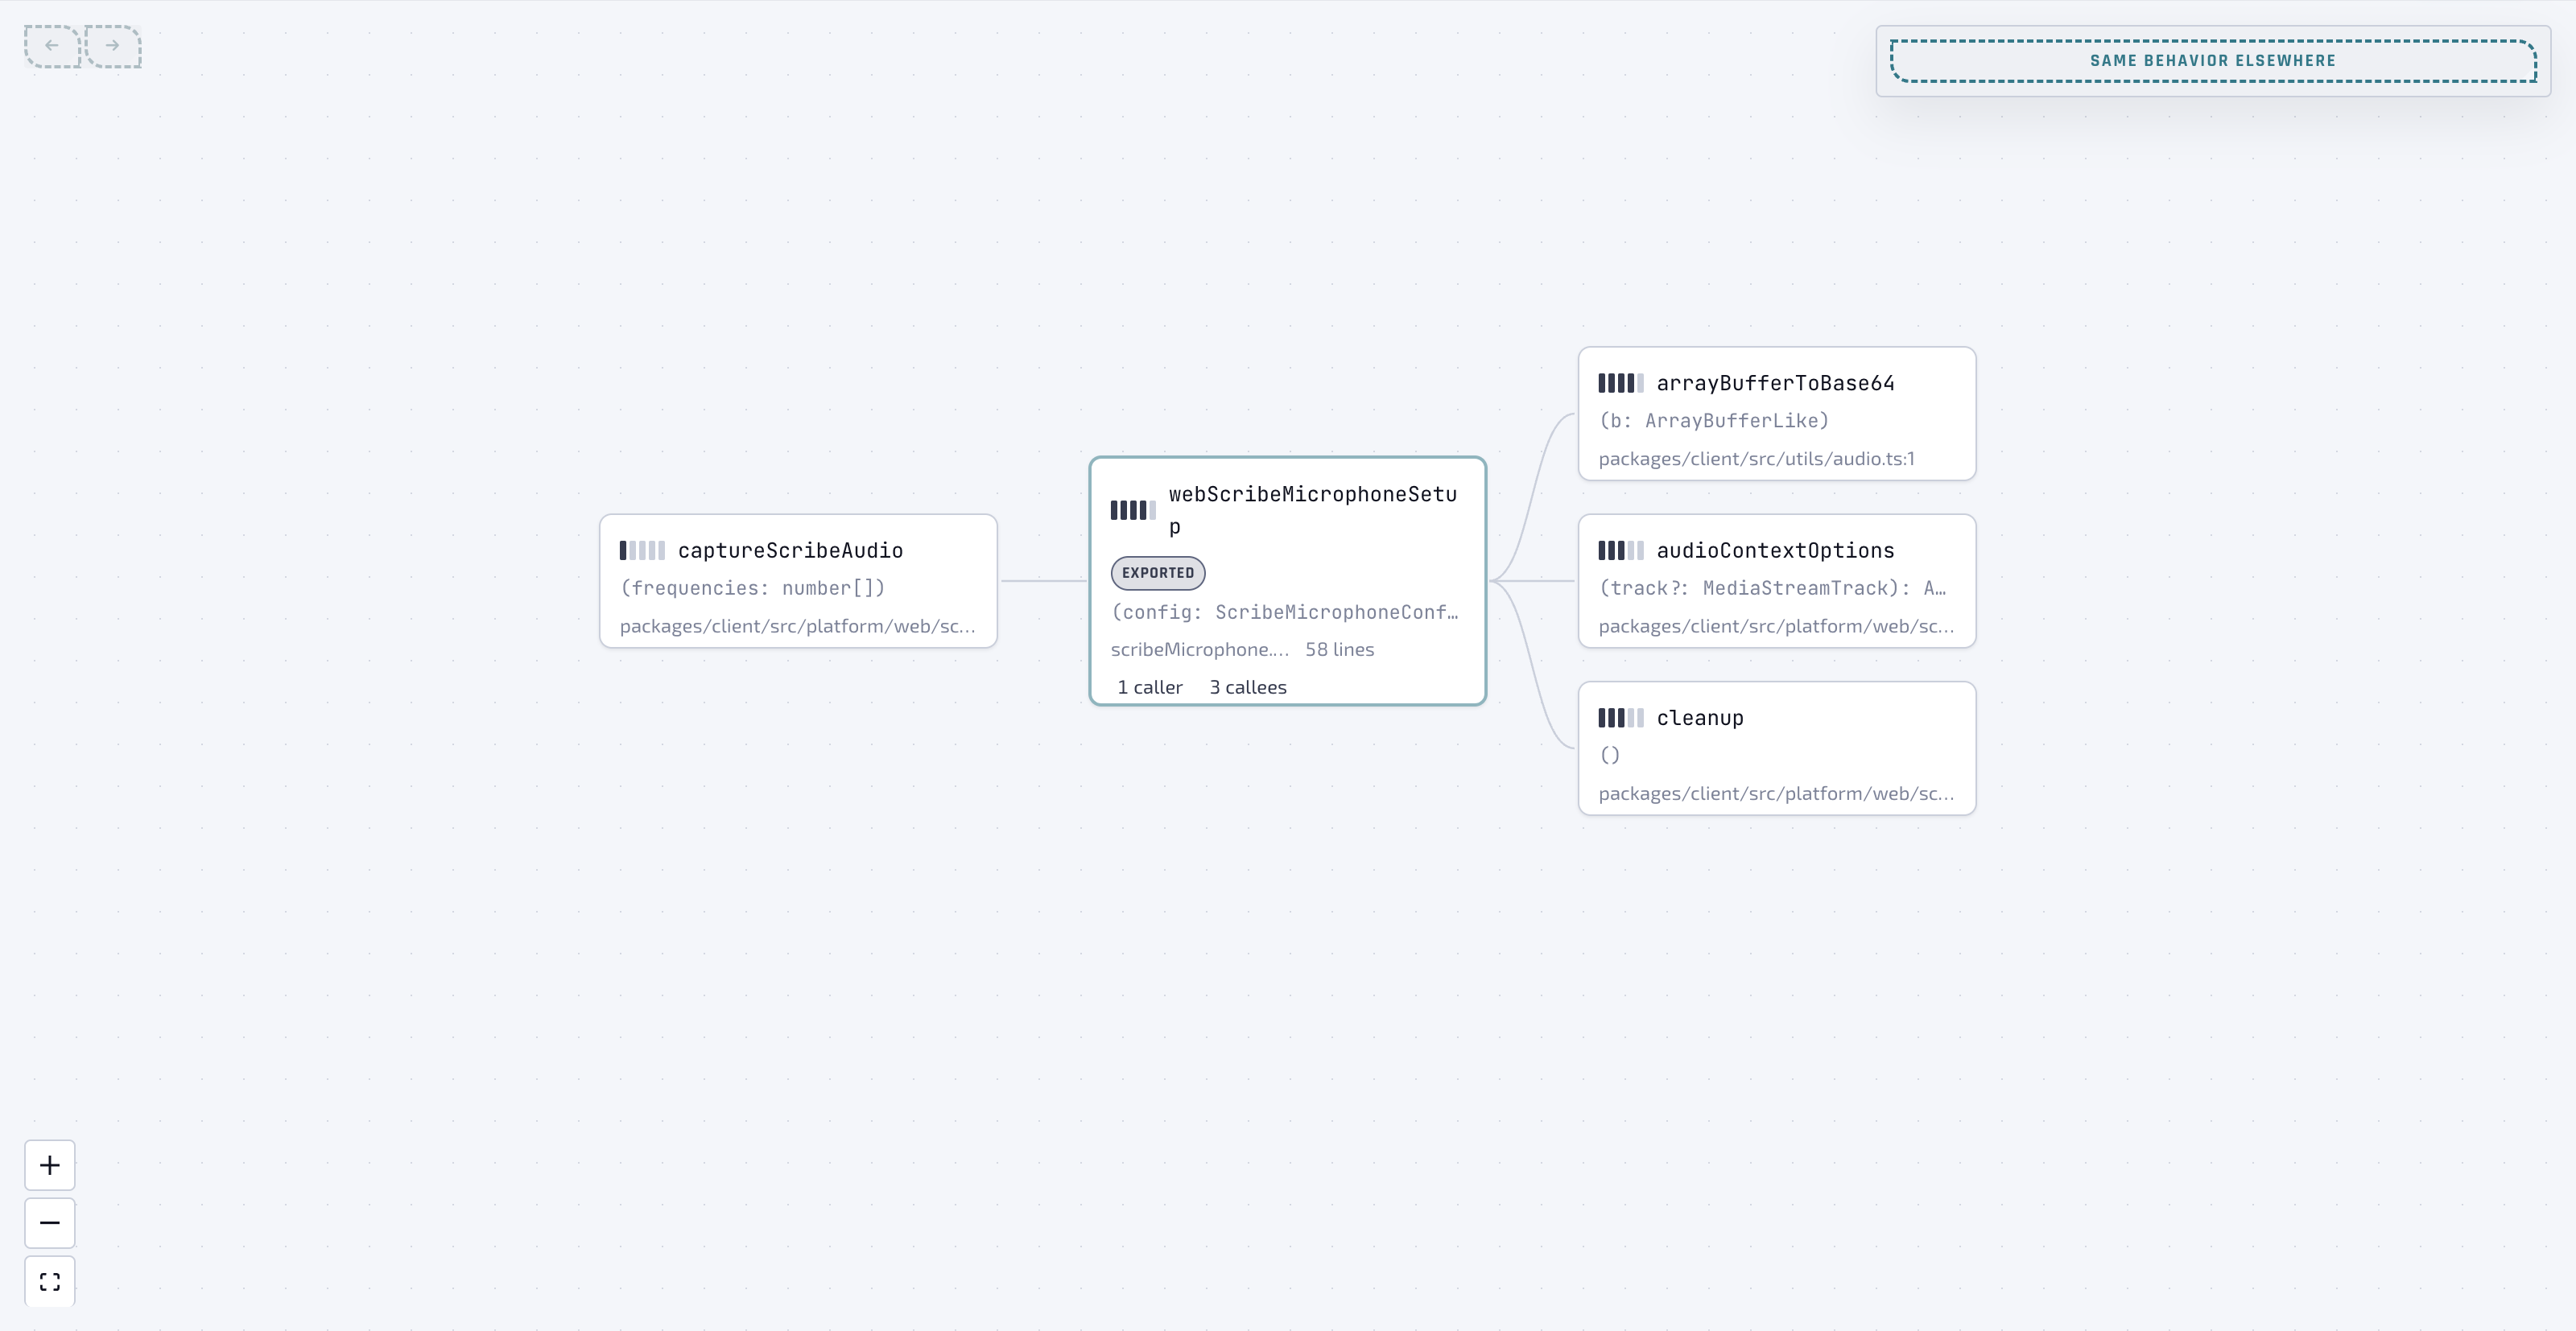 SAME BEHAVIOR ELSEWHERE
captureScribeAudio
(frequencies: number[])
packages/client/src/platform/web/sc…
webScribeMicrophoneSetu
p
EXPORTED
(config: ScribeMicrophoneConf…
scribeMicrophone.… 58 lines
1 caller 3 callees
arrayBufferToBase64
(b: ArrayBufferLike)
packages/client/src/utils/audio.ts:1
audioContextOptions
(track?: MediaStreamTrack): A…
packages/client/src/platform/web/sc…
cleanup
()
packages/client/src/platform/web/sc…